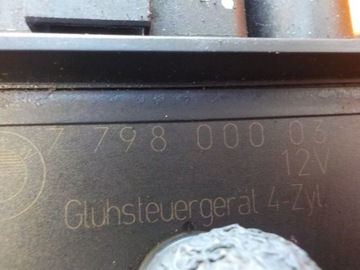 7 798 000 03
12V
Glühsteuergerät 4-Zyl.